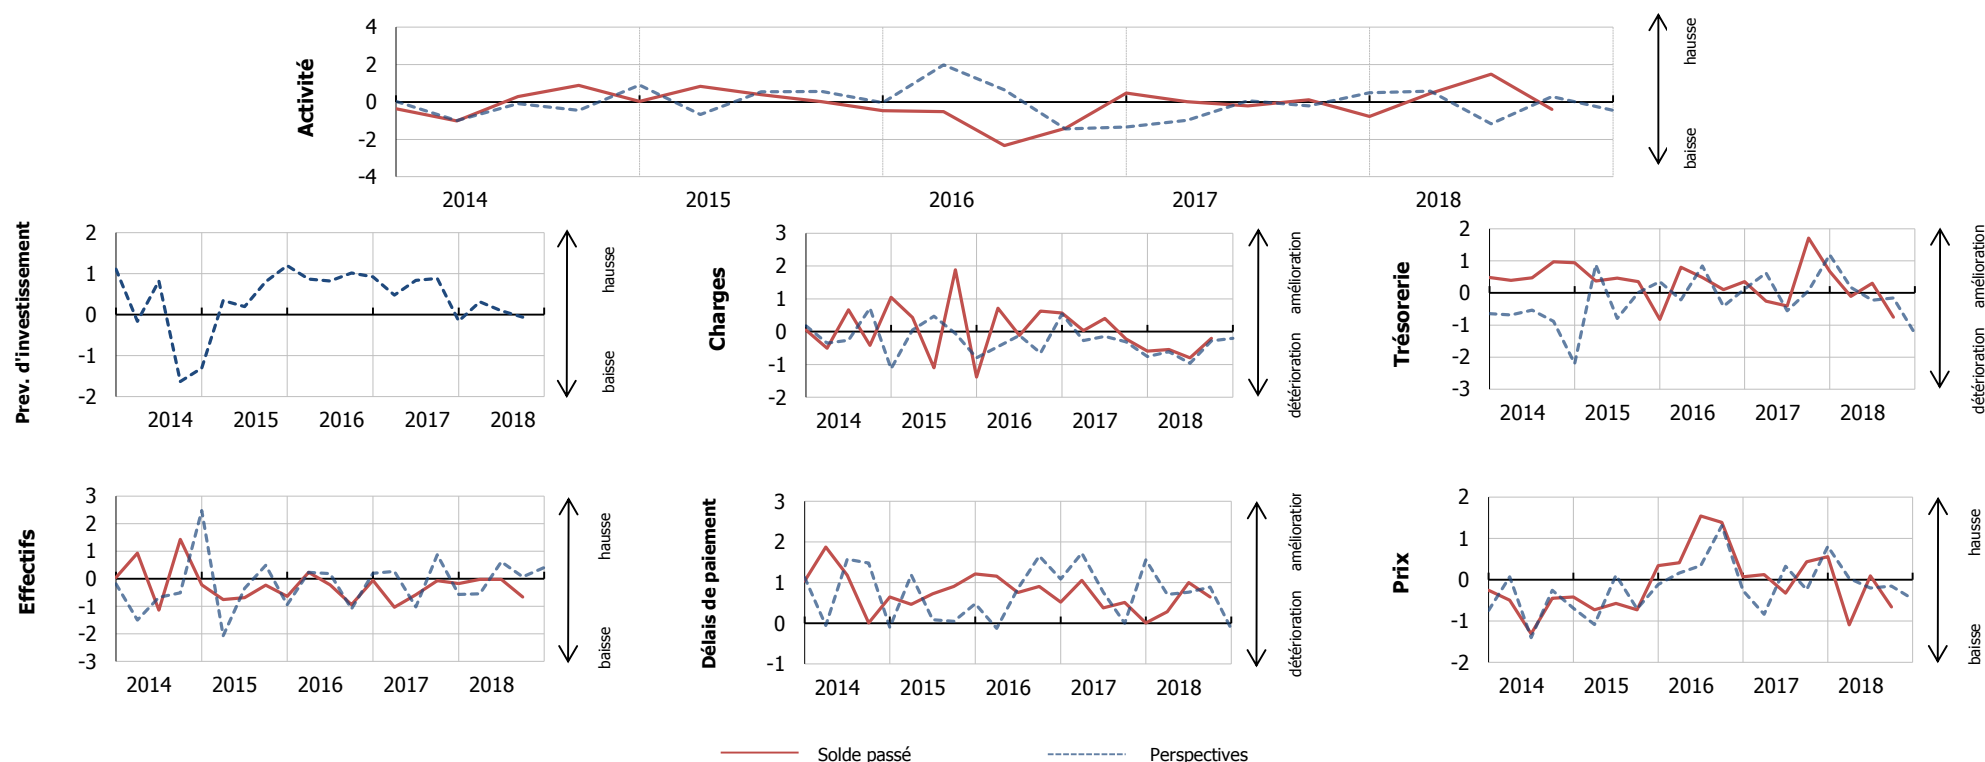 Activité
4
2
0
-2
-4
2014 2015 2016 2017 2018
hausse
baisse
Prev. d'investissement
2
1
0
-1
-2
2014 2015 2016 2017 2018
hausse
baisse
Charges
3
2
1
0
-1
-2
2014 2015 2016 2017 2018
amélioration
détérioration
Trésorerie
2
1
0
-1
-2
-3
2014 2015 2016 2017 2018
amélioration
détérioration
Effectifs
3
2
1
0
-1
-2
-3
2014 2015 2016 2017 2018
hausse
baisse
Délais de paiement
3
2
1
0
-1
2014 2015 2016 2017 2018
amélioration
détérioration
Prix
2
1
0
-1
-2
2014 2015 2016 2017 2018
hausse
baisse
Solde passé Perspectives